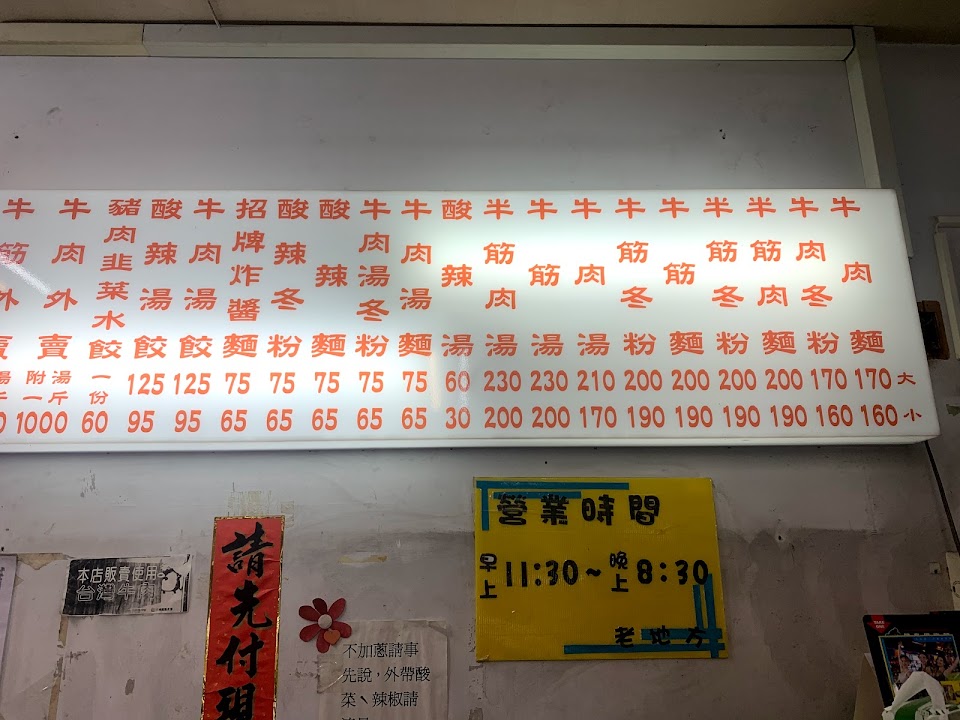 大 小
牛肉麵 170 160
牛肉冬粉 170 160
半筋肉麵 200 190
半筋冬粉 200 190
牛筋麵 200 190
牛筋冬粉 200 190
牛肉湯 210 170
牛筋湯 230 200
半筋肉湯 230 200
酸辣湯 60 30
牛肉湯麵 75 65
牛肉湯冬粉 75 65
酸辣麵 75 65
酸辣冬粉 75 65
招牌炸醬麵 75 65
牛肉湯餃 125 95
酸辣湯餃 125 95
豬肉韭菜水餃 一份 60
牛肉外賣 附湯一斤 1000
牛筋外賣
營業時間
早上11:30~晚上8:30
老地方
本店販賣使用
台灣牛肉
請先付現
不加蔥請事
先說，外帶酸
菜、辣椒請